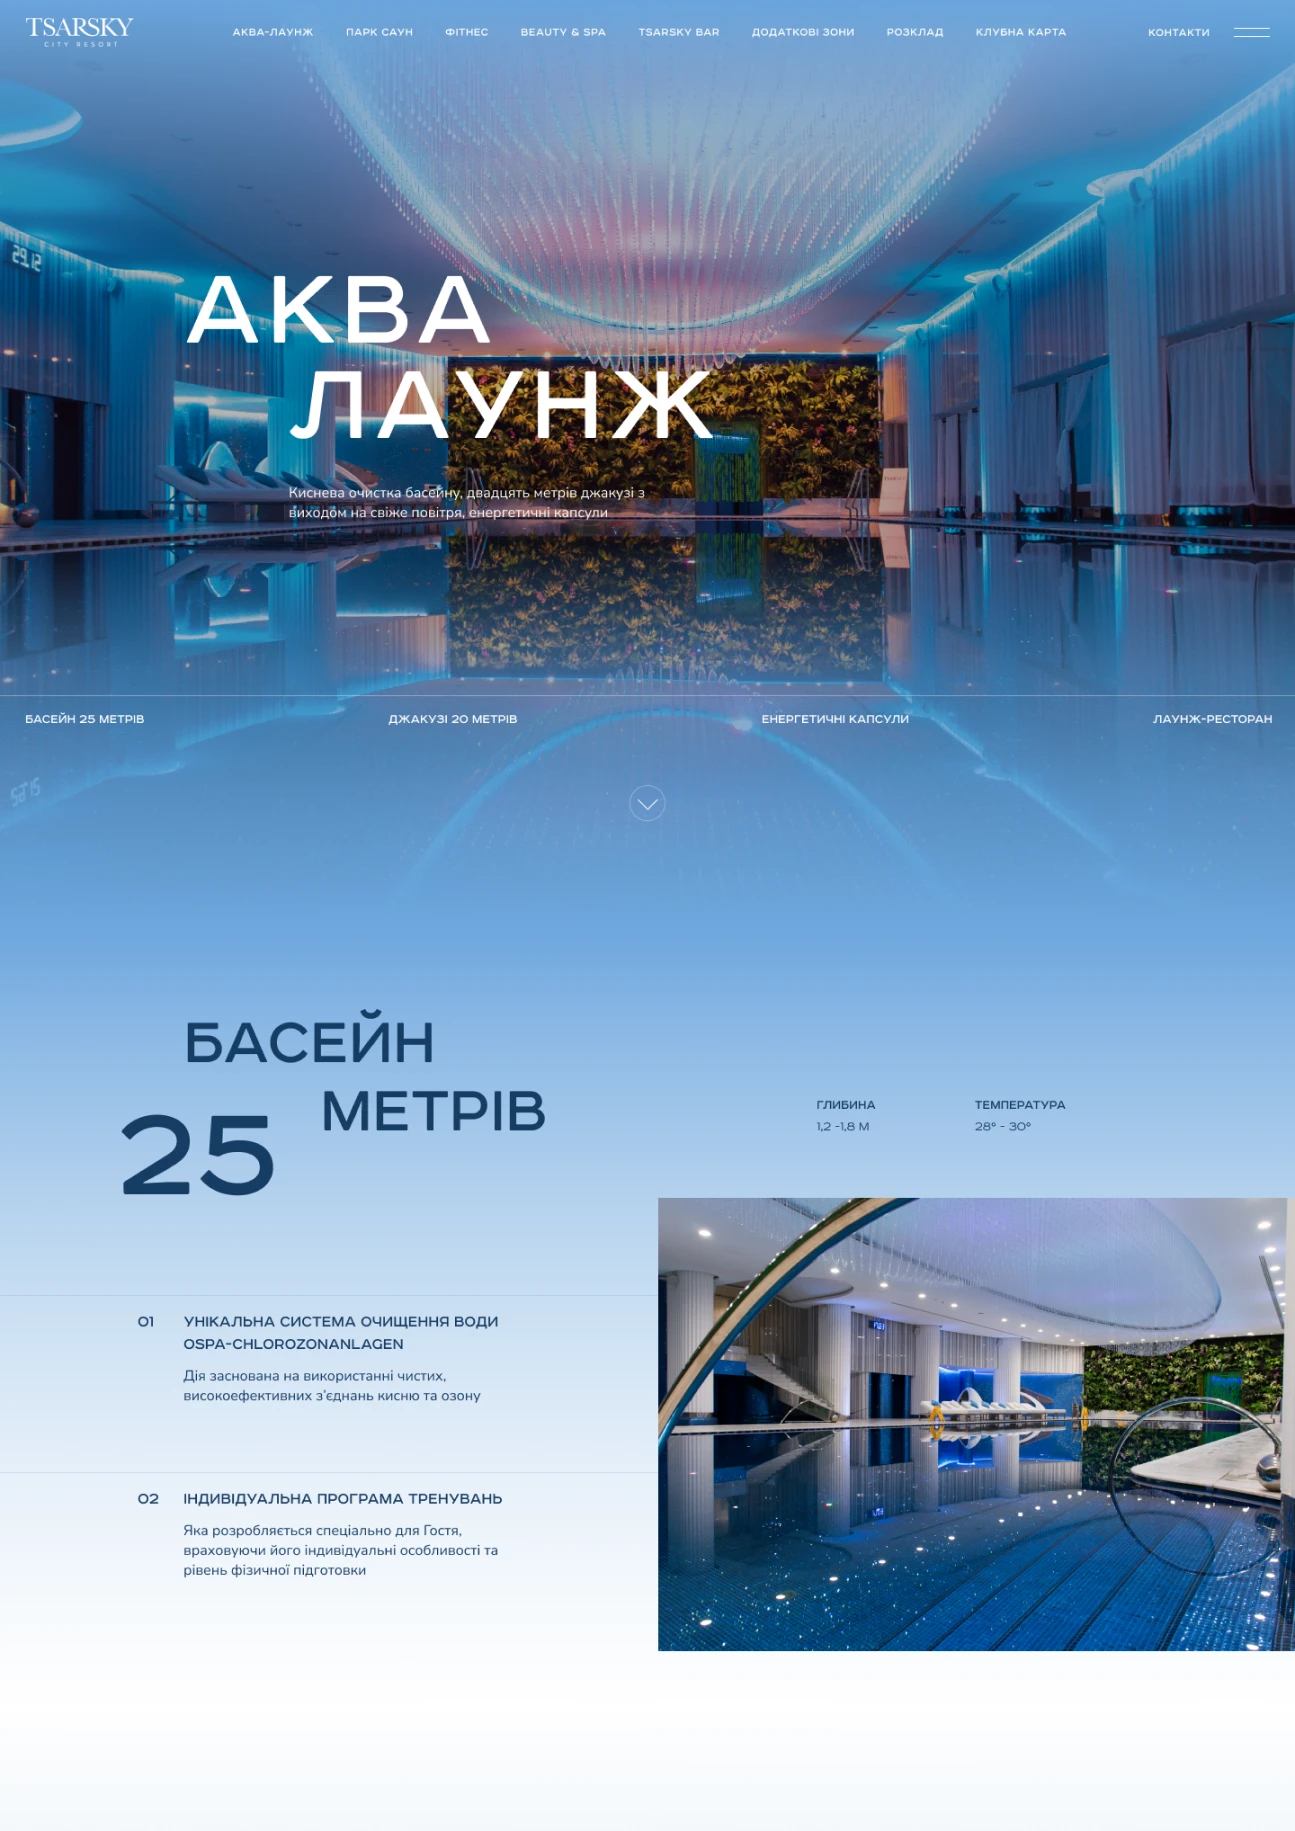 TSARSKY
CITY RESORT
АКВА-ЛАУНЖ
ПАРК САУН
ФІТНЕС
BEAUTY & SPA
TSARSKY BAR
ДОДАТКОВІ ЗОНИ
РОЗКЛАД
КЛУБНА КАРТА
КОНТАКТИ
29.12
АКВА
ЛАУНЖ
Киснева очистка басейну, двадцять метрів джакузі з
виходом на свіже повітря, енергетичні капсули
БАСЕЙН 25 МЕТРІВ
ДЖАКУЗІ 20 МЕТРІВ
ЕНЕРГЕТИЧНІ КАПСУЛИ
ЛАУНЖ-РЕСТОРАН
БАСЕЙН
25 МЕТРІВ
ГЛИБИНА
1,2 -1,8 М
ТЕМПЕРАТУРА
28° - 30°
01 УНІКАЛЬНА СИСТЕМА ОЧИЩЕННЯ ВОДИ
OSPA-CHLOROZONANLAGEN
Дія заснована на використанні чистих,
високоефективних з’єднань кисню та озону
02 ІНДИВІДУАЛЬНА ПРОГРАМА ТРЕНУВАНЬ
Яка розробляється спеціально для Гостя,
враховуючи його індивідуальні особливості та
рівень фізичної підготовки